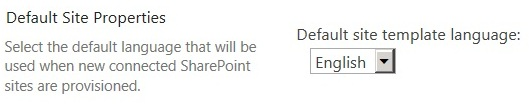 Default Site Properties
Select the default language that will be
used when new connected SharePoint
sites are provisioned.
Default site template language:
English